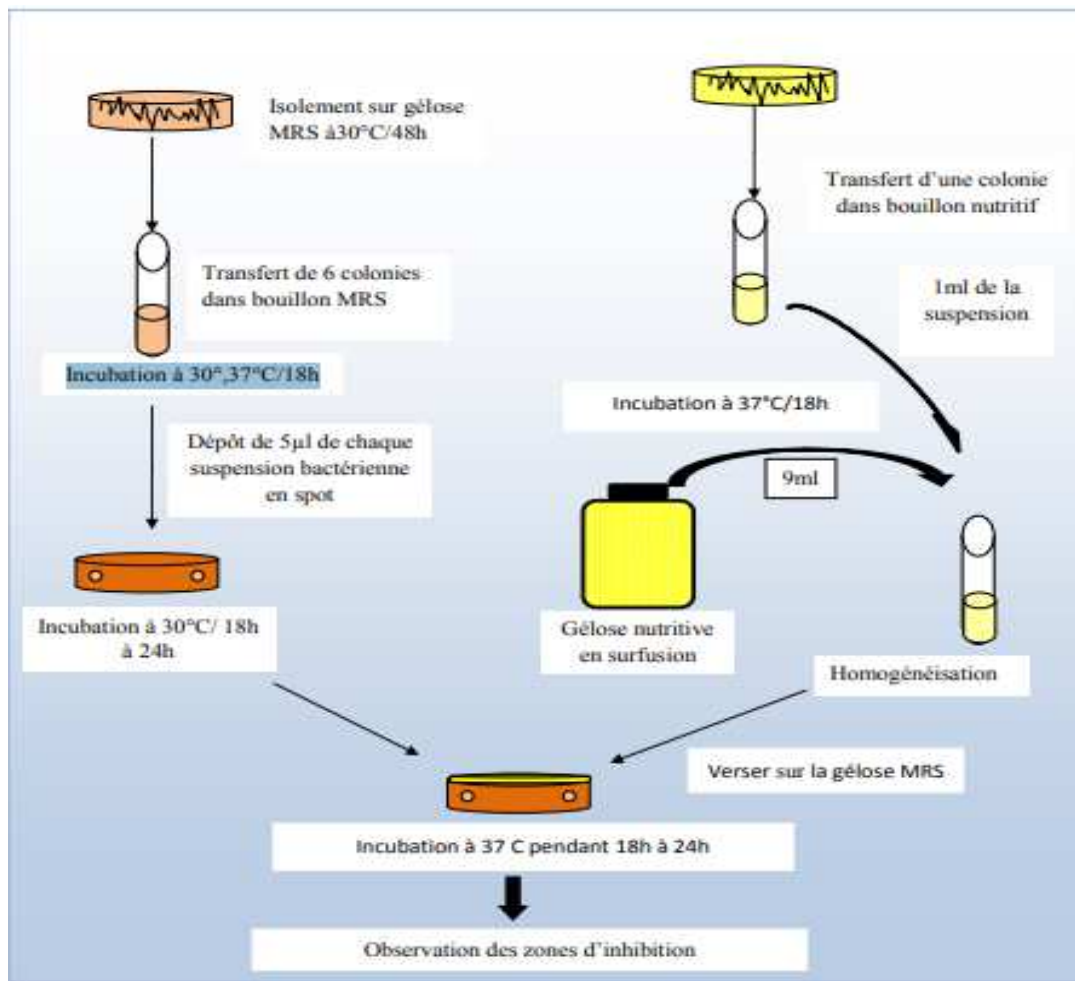 Isolement sur gélose
MRS à30°C/48h
Transfert de 6 colonies
dans bouillon MRS
Incubation à 30°,37°C/18h
Dépôt de 5µl de chaque
suspension bactérienne
en spot
Incubation à 30°C/ 18h
à 24h
Transfert d'une colonie
dans bouillon nutritif
1ml de la
suspension
Incubation à 37°C/18h
9ml
Gélose nutritive
en surfusion
Homogénéisation
Verser sur la gélose MRS
Incubation à 37 C pendant 18h à 24h
Observation des zones d'inhibition